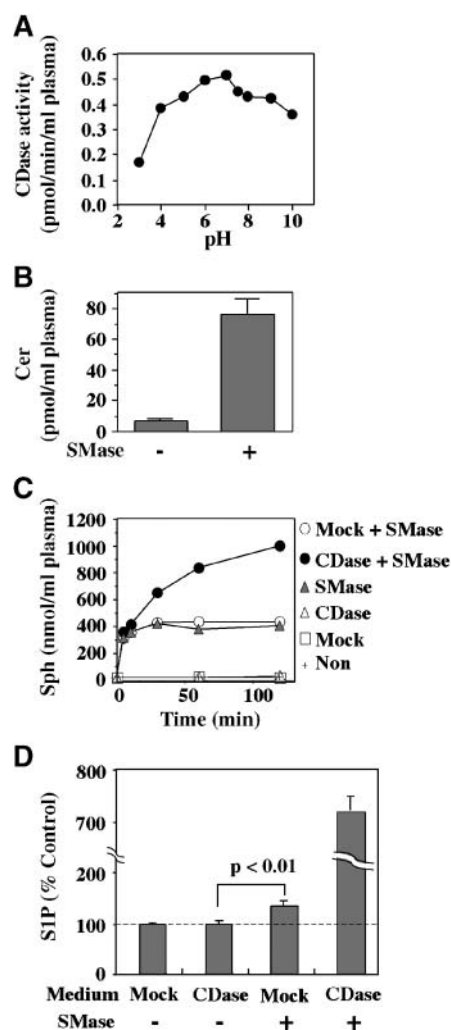 A
CDase activity
(pmol/min/ml plasma)
0.6
0.5
0.4
0.3
0.2
0.1
0.0
2 4 6 8 10
pH
B
Cer
(pmol/ml plasma)
80
60
40
20
0
SMase - +
C
Sph (nmol/ml plasma)
1200
1000
800
600
400
200
0
0 40 80 120
Time (min)
Mock + SMase
CDase + SMase
SMase
CDase
Mock
Non
D
S1P (% Control)
800
700
200
100
0
p < 0.01
Medium Mock CDase Mock CDase
SMase - - + +